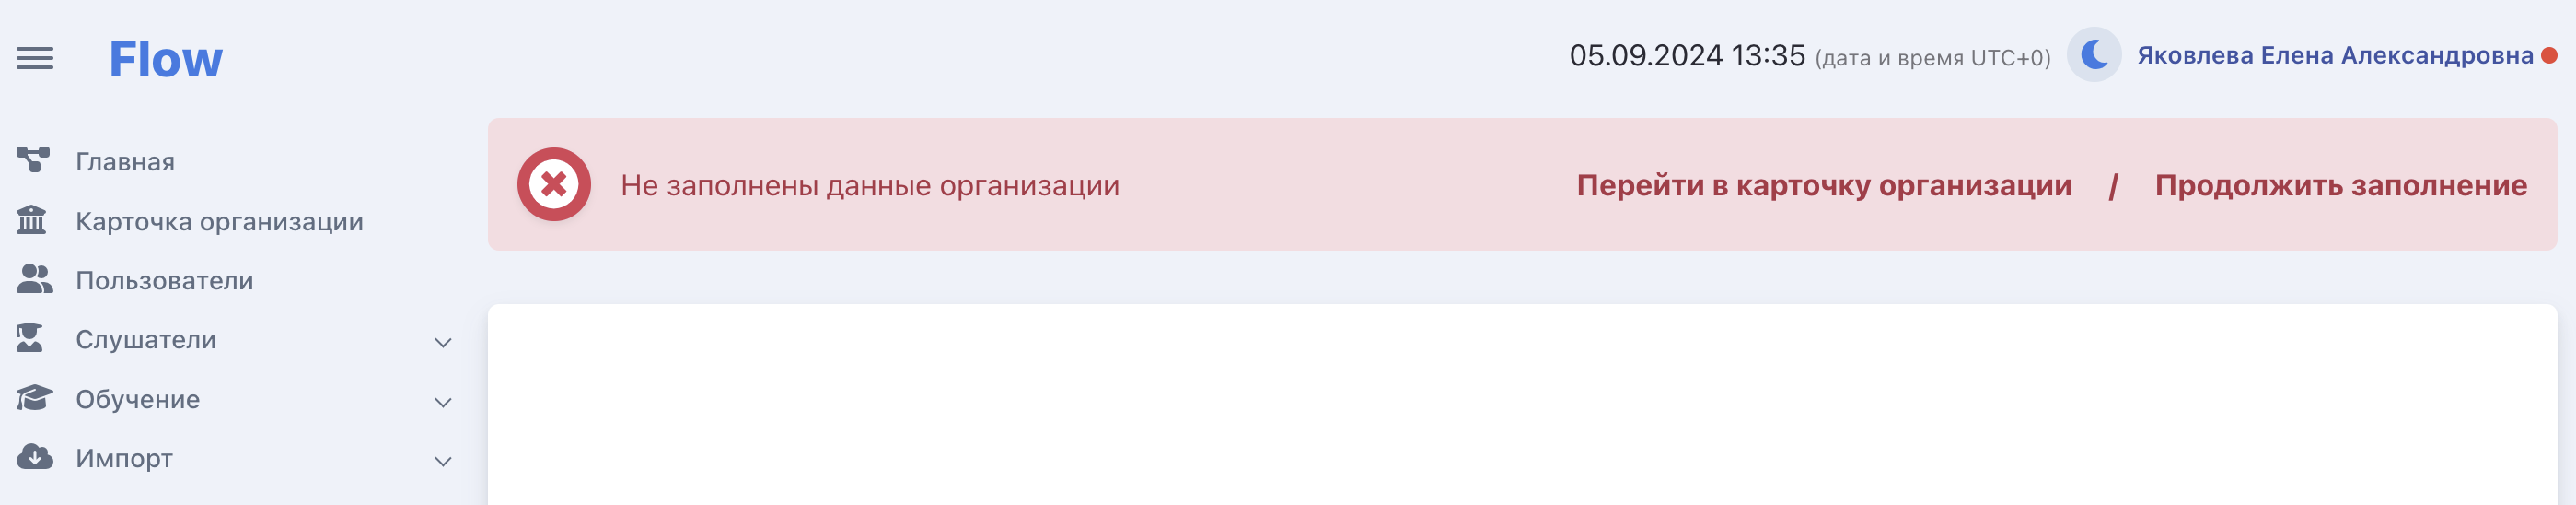 Flow
05.09.2024 13:35 (дата и время UTC+0)
Яковлева Елена Александровна
Главная
Карточка организации
Пользователи
Слушатели
Обучение
Импорт
Не заполнены данные организации
Перейти в карточку организации / Продолжить заполнение